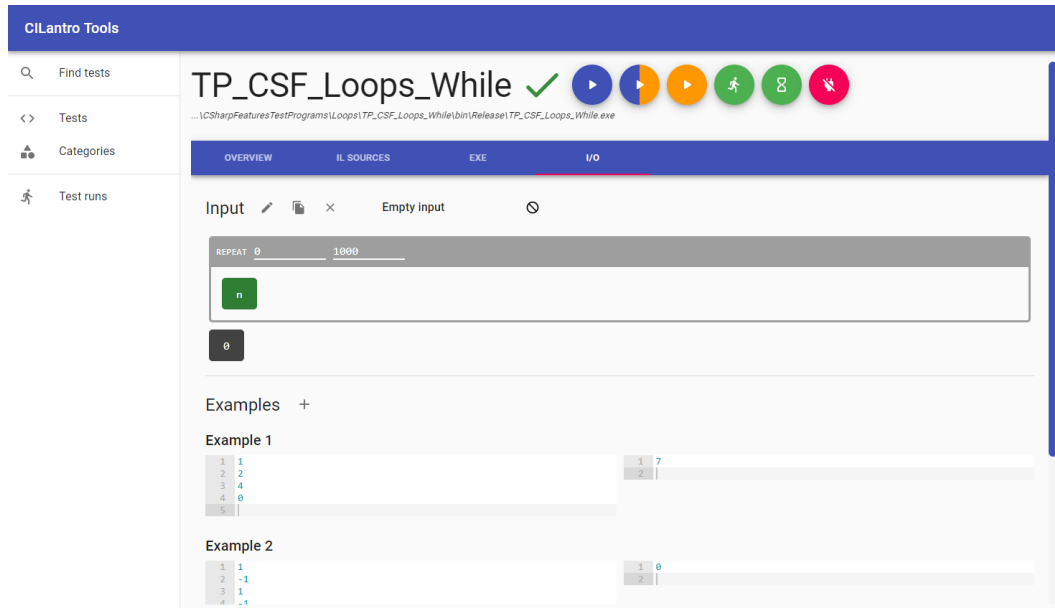 CILantro Tools
Find tests
Tests
Categories
Test runs
TP_CSF_Loops_While
...\CSharpFeaturesTestPrograms\Loops\TP_CSF_Loops_While\bin\Release\TP_CSF_Loops_While.exe
OVERVIEW IL SOURCES EXE I/O
Input Empty input
REPEAT 0 1000
n
0
Examples
Example 1
1 1
2 2
3 4
4 0
5
1 7
2
Example 2
1 1
2 -1
3 1
4 -1
1 0
2